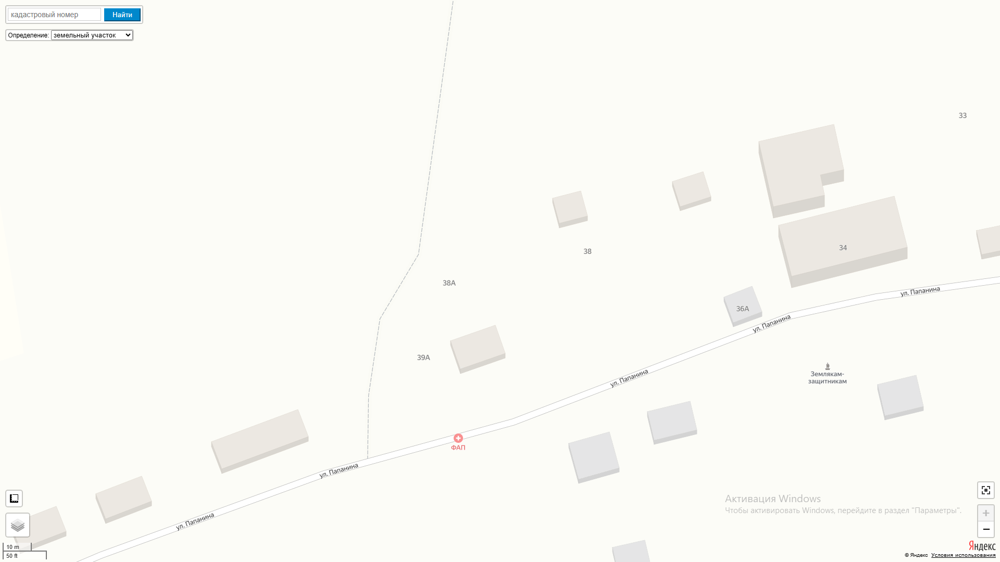 кадастровый номер
Найти
Определение:
земельный участок
33
34
38
38А
36А
39А
ул. Папанина
ул. Папанина
ул. Папанина
ул. Папанина
ул. Папанина
Землякам-
защитникам
ФАП
Активация Windows
Чтобы активировать Windows, перейдите в раздел "Параметры".
10 m
50 ft
+
−
Яндекс
© Яндекс Условия использования